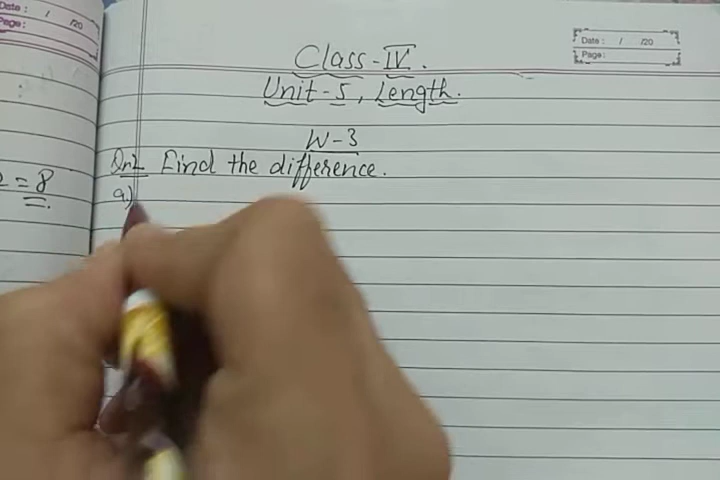 Date : / /20
Page:
Date : / /20
Page:
Class-IV.
Unit-5, Length.
W-3
= 8
Qn2 Find the difference.
a)